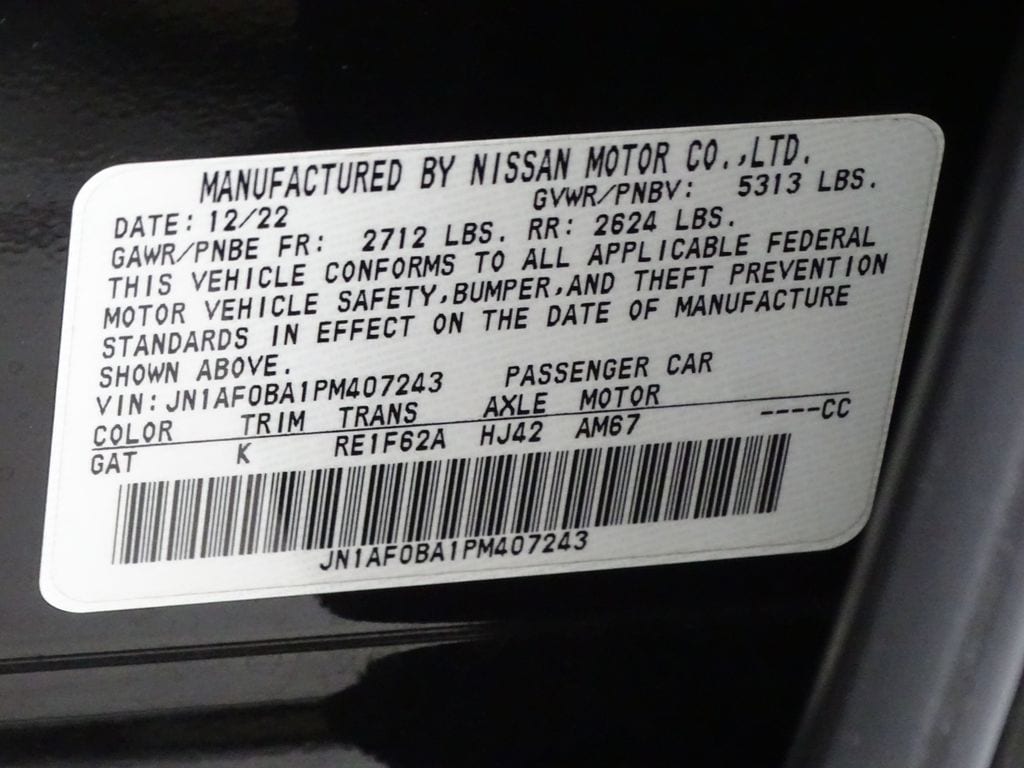 MANUFACTURED BY NISSAN MOTOR CO.,LTD.
DATE: 12/22 GVWR/PNBV: 5313 LBS.
GAWR/PNBE FR: 2712 LBS. RR: 2624 LBS.
THIS VEHICLE CONFORMS TO ALL APPLICABLE FEDERAL
MOTOR VEHICLE SAFETY,BUMPER,AND THEFT PREVENTION
STANDARDS IN EFFECT ON THE DATE OF MANUFACTURE
SHOWN ABOVE.
VIN: JN1AF0BA1PM407243 PASSENGER CAR
COLOR TRIM TRANS AXLE MOTOR
GAT K RE1F62A HJ42 AM67 ----CC
JN1AF0BA1PM407243